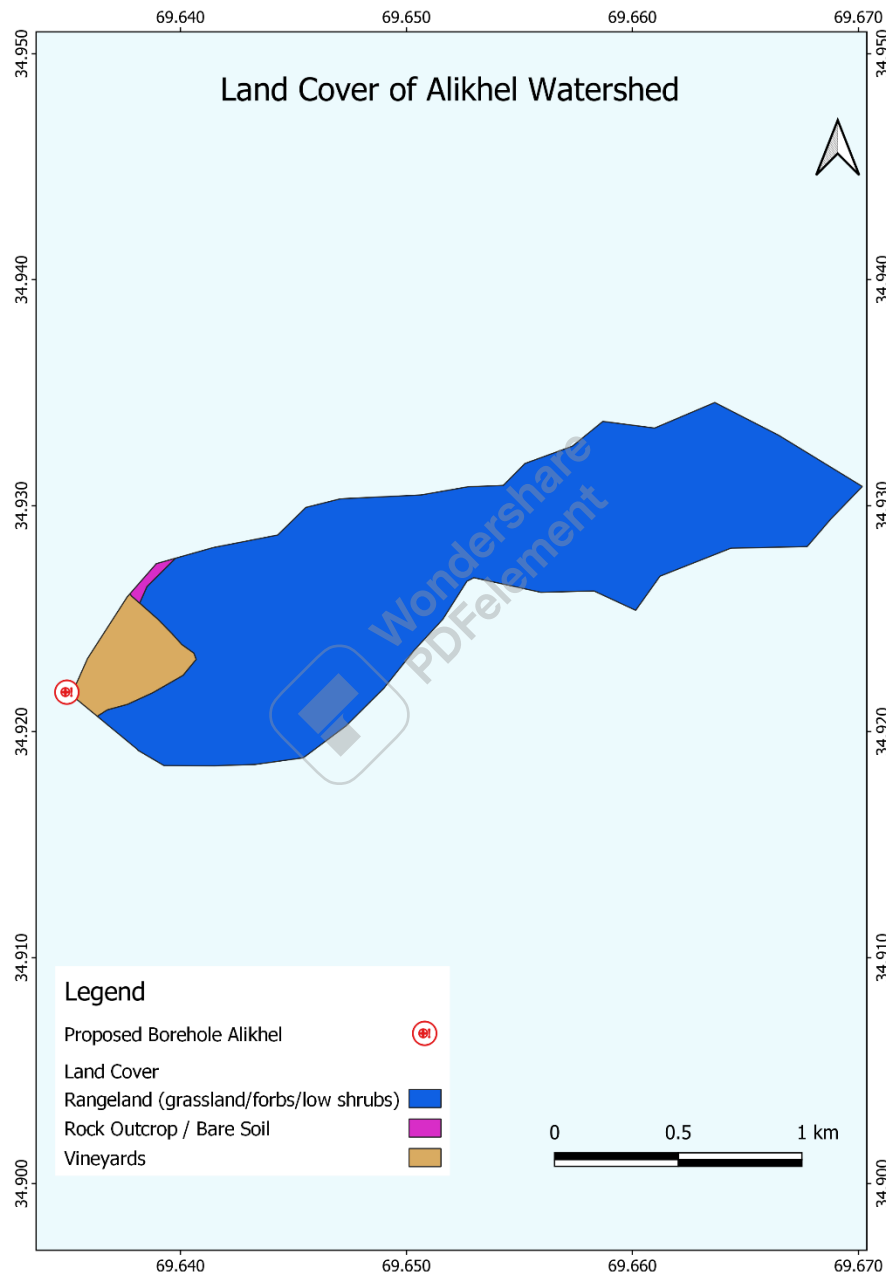 69.640 69.650 69.660 69.670
Land Cover of Alikhel Watershed
34.950 34.950
34.940 34.940
34.930 34.930
34.920 34.920
34.910 34.910
34.900 34.900
Wondershare
PDFelement
Legend
Proposed Borehole Alikhel
Land Cover
Rangeland (grassland/forbs/low shrubs)
Rock Outcrop / Bare Soil
Vineyards
0 0.5 1 km
69.640 69.650 69.660 69.670